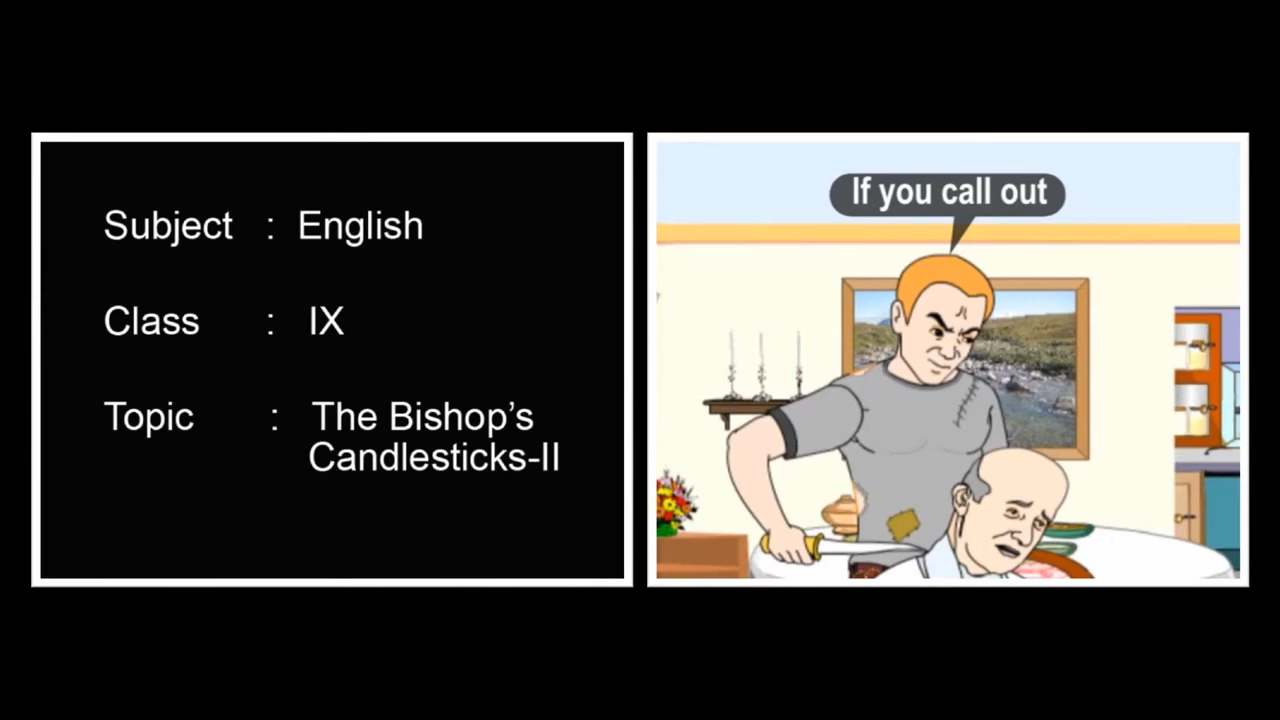 Subject : English
Class : IX
Topic : The Bishop’s
Candlesticks-II
If you call out